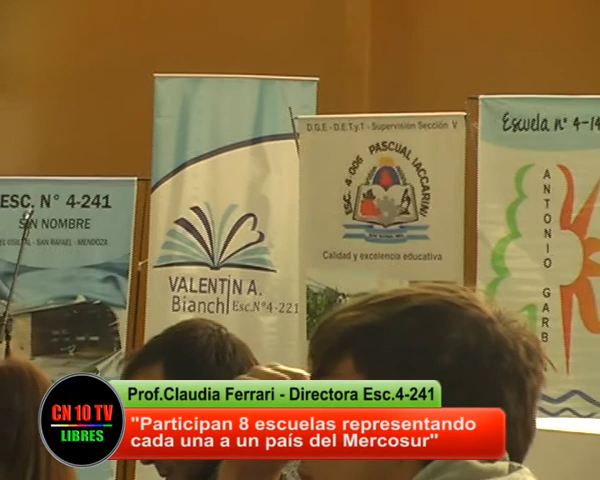 ESC. N° 4-241
SIN NOMBRE
SAN RAFAEL - MENDOZA
VALENTÍN A.
Bianchi Esc.N°4-221
D.G.E - D.E.T.y.T - Supervisión Sección V
ESC. 4-006 PASCUAL IACCARINI
Calidad y excelencia educativa
Escuela n° 4-14
ANTONIO GARB
CN 10 TV
LIBRES
Prof.Claudia Ferrari - Directora Esc.4-241
"Participan 8 escuelas representando
cada una a un país del Mercosur"